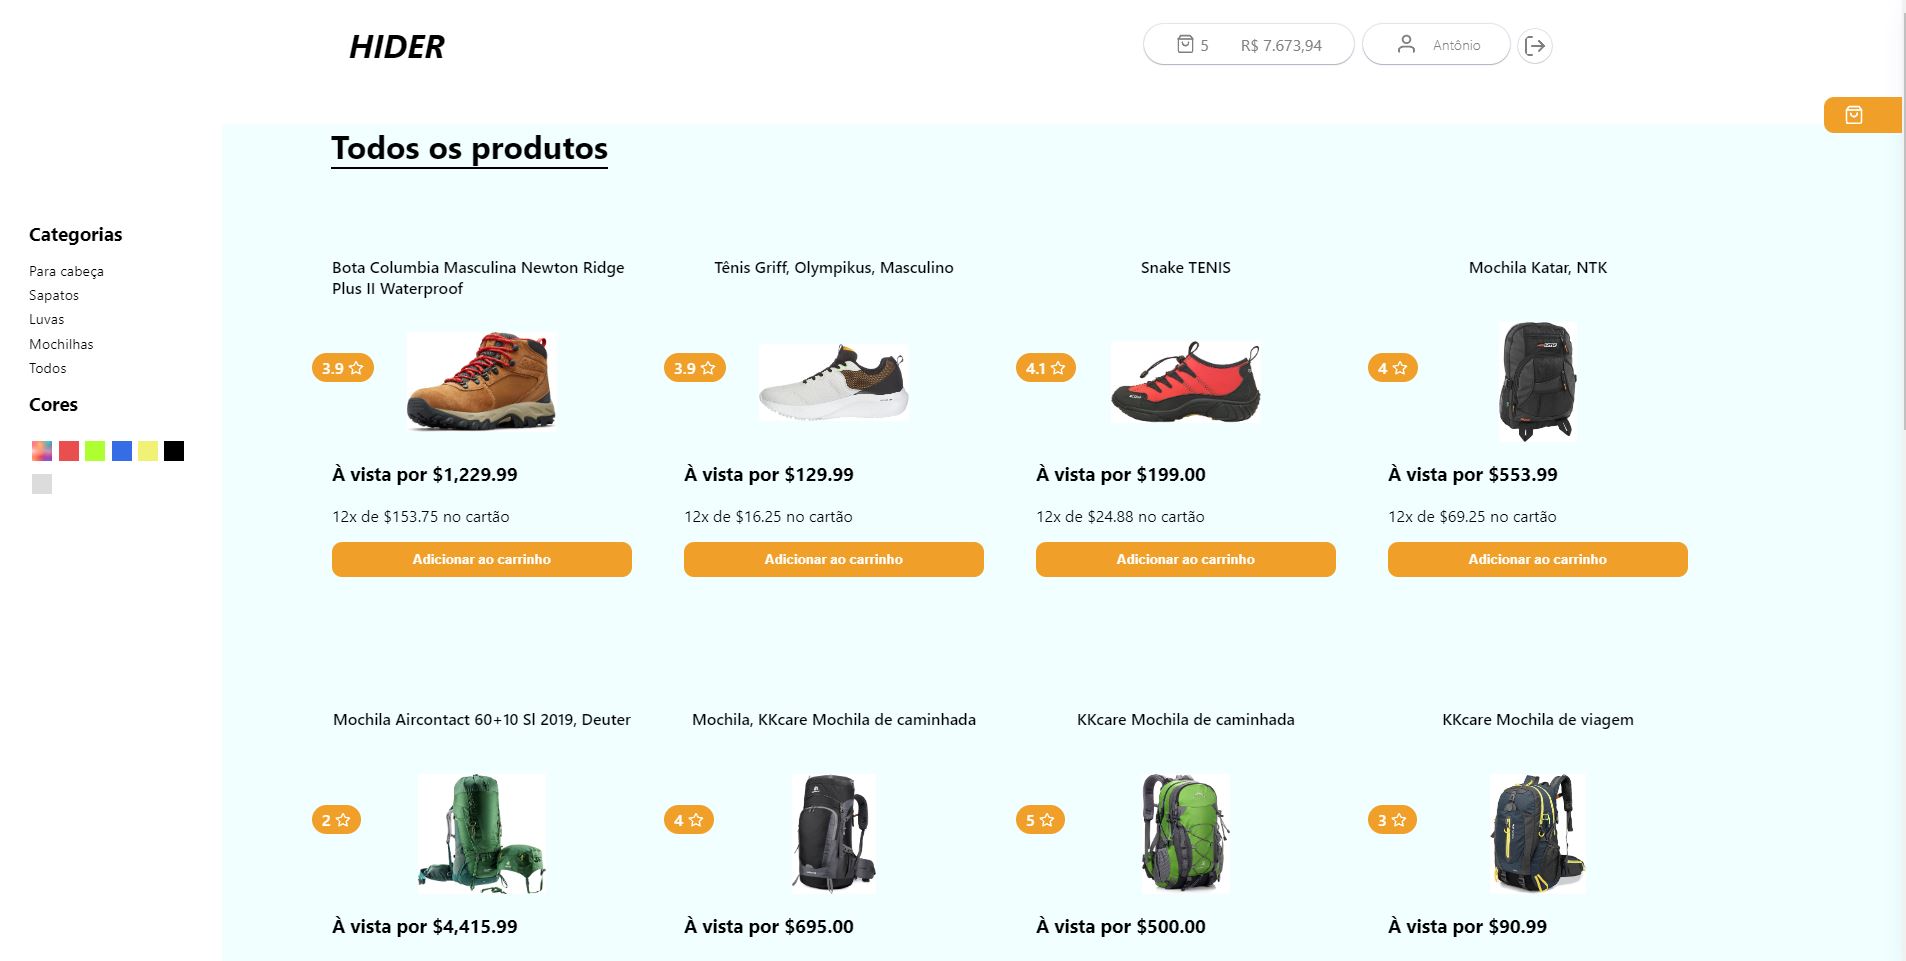 HIDER
5 R$ 7.673,94
Antônio
Todos os produtos
Categorias
Para cabeça
Sapatos
Luvas
Mochilhas
Todos
Cores
Bota Columbia Masculina Newton Ridge
Plus II Waterproof
3.9
À vista por $1,229.99
12x de $153.75 no cartão
Adicionar ao carrinho
Tênis Griff, Olympikus, Masculino
3.9
À vista por $129.99
12x de $16.25 no cartão
Adicionar ao carrinho
Snake TENIS
4.1
À vista por $199.00
12x de $24.88 no cartão
Adicionar ao carrinho
Mochila Katar, NTK
4
À vista por $553.99
12x de $69.25 no cartão
Adicionar ao carrinho
Mochila Aircontact 60+10 Sl 2019, Deuter
2
À vista por $4,415.99
Mochila, KKcare Mochila de caminhada
4
À vista por $695.00
KKcare Mochila de caminhada
5
À vista por $500.00
KKcare Mochila de viagem
3
À vista por $90.99